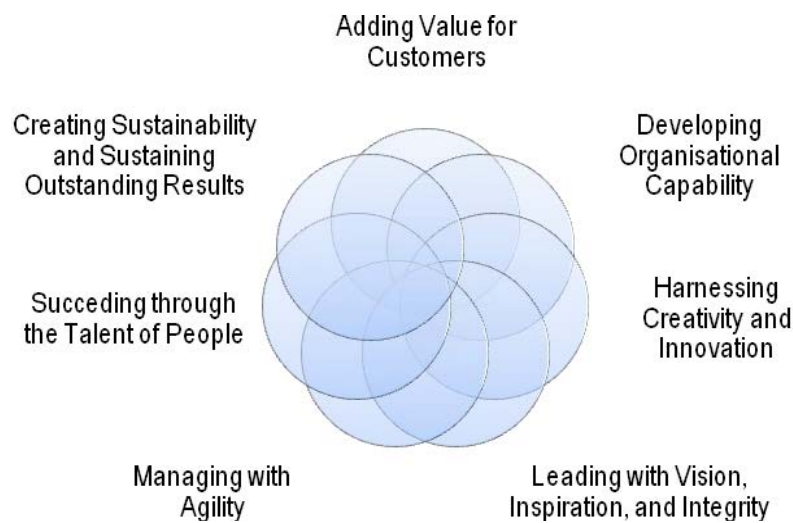 Adding Value for
Customers
Creating Sustainability
and Sustaining
Outstanding Results
Developing
Organisational
Capability
Succeding through
the Talent of People
Harnessing
Creativity and
Innovation
Managing with
Agility
Leading with Vision,
Inspiration, and Integrity